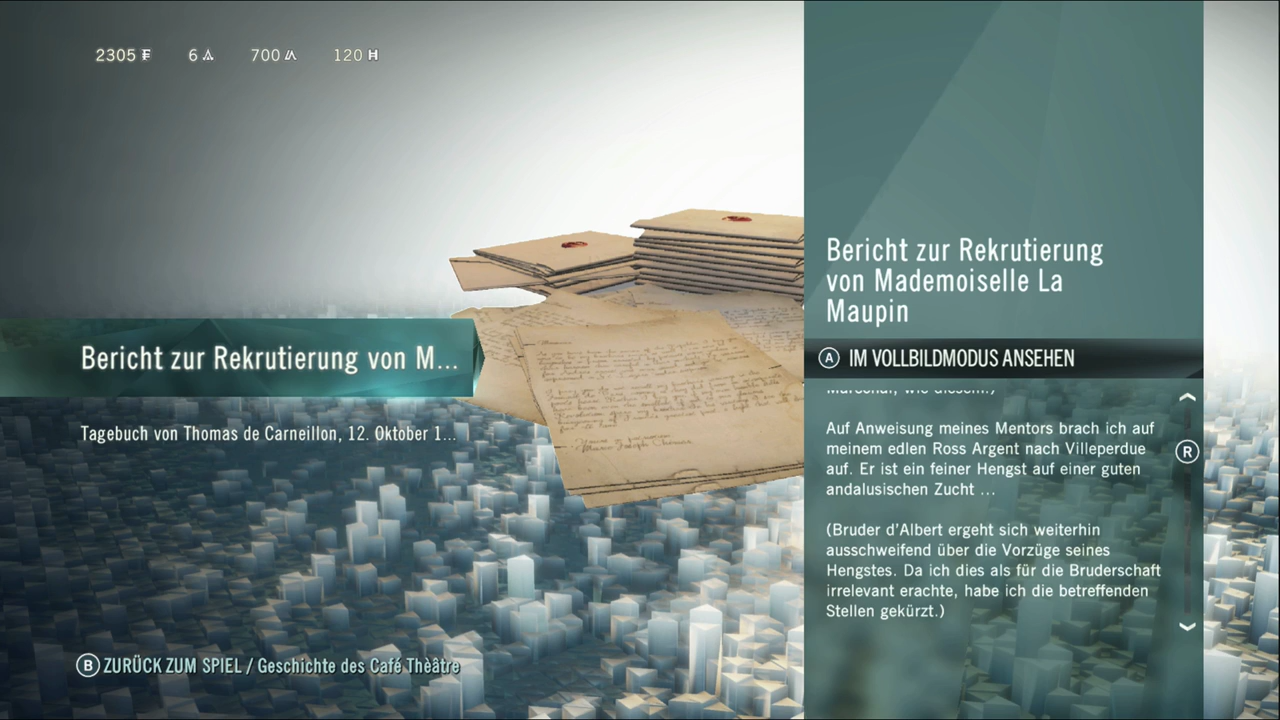 2305 6 700 120
Bericht zur Rekrutierung von M...
Tagebuch von Thomas de Carneillon, 12. Oktober 1...
B ZURÜCK ZUM SPIEL / Geschichte des Café Thèâtre
Bericht zur Rekrutierung
von Mademoiselle La
Maupin
A IM VOLLBILDMODUS ANSEHEN
Marschal, wie diesem.)
Auf Anweisung meines Mentors brach ich auf
meinem edlen Ross Argent nach Villeperdue
auf. Er ist ein feiner Hengst auf einer guten
andalusischen Zucht ...
R
(Bruder d'Albert ergeht sich weiterhin
ausschweifend über die Vorzüge seines
Hengstes. Da ich dies als für die Bruderschaft
irrelevant erachte, habe ich die betreffenden
Stellen gekürzt.)